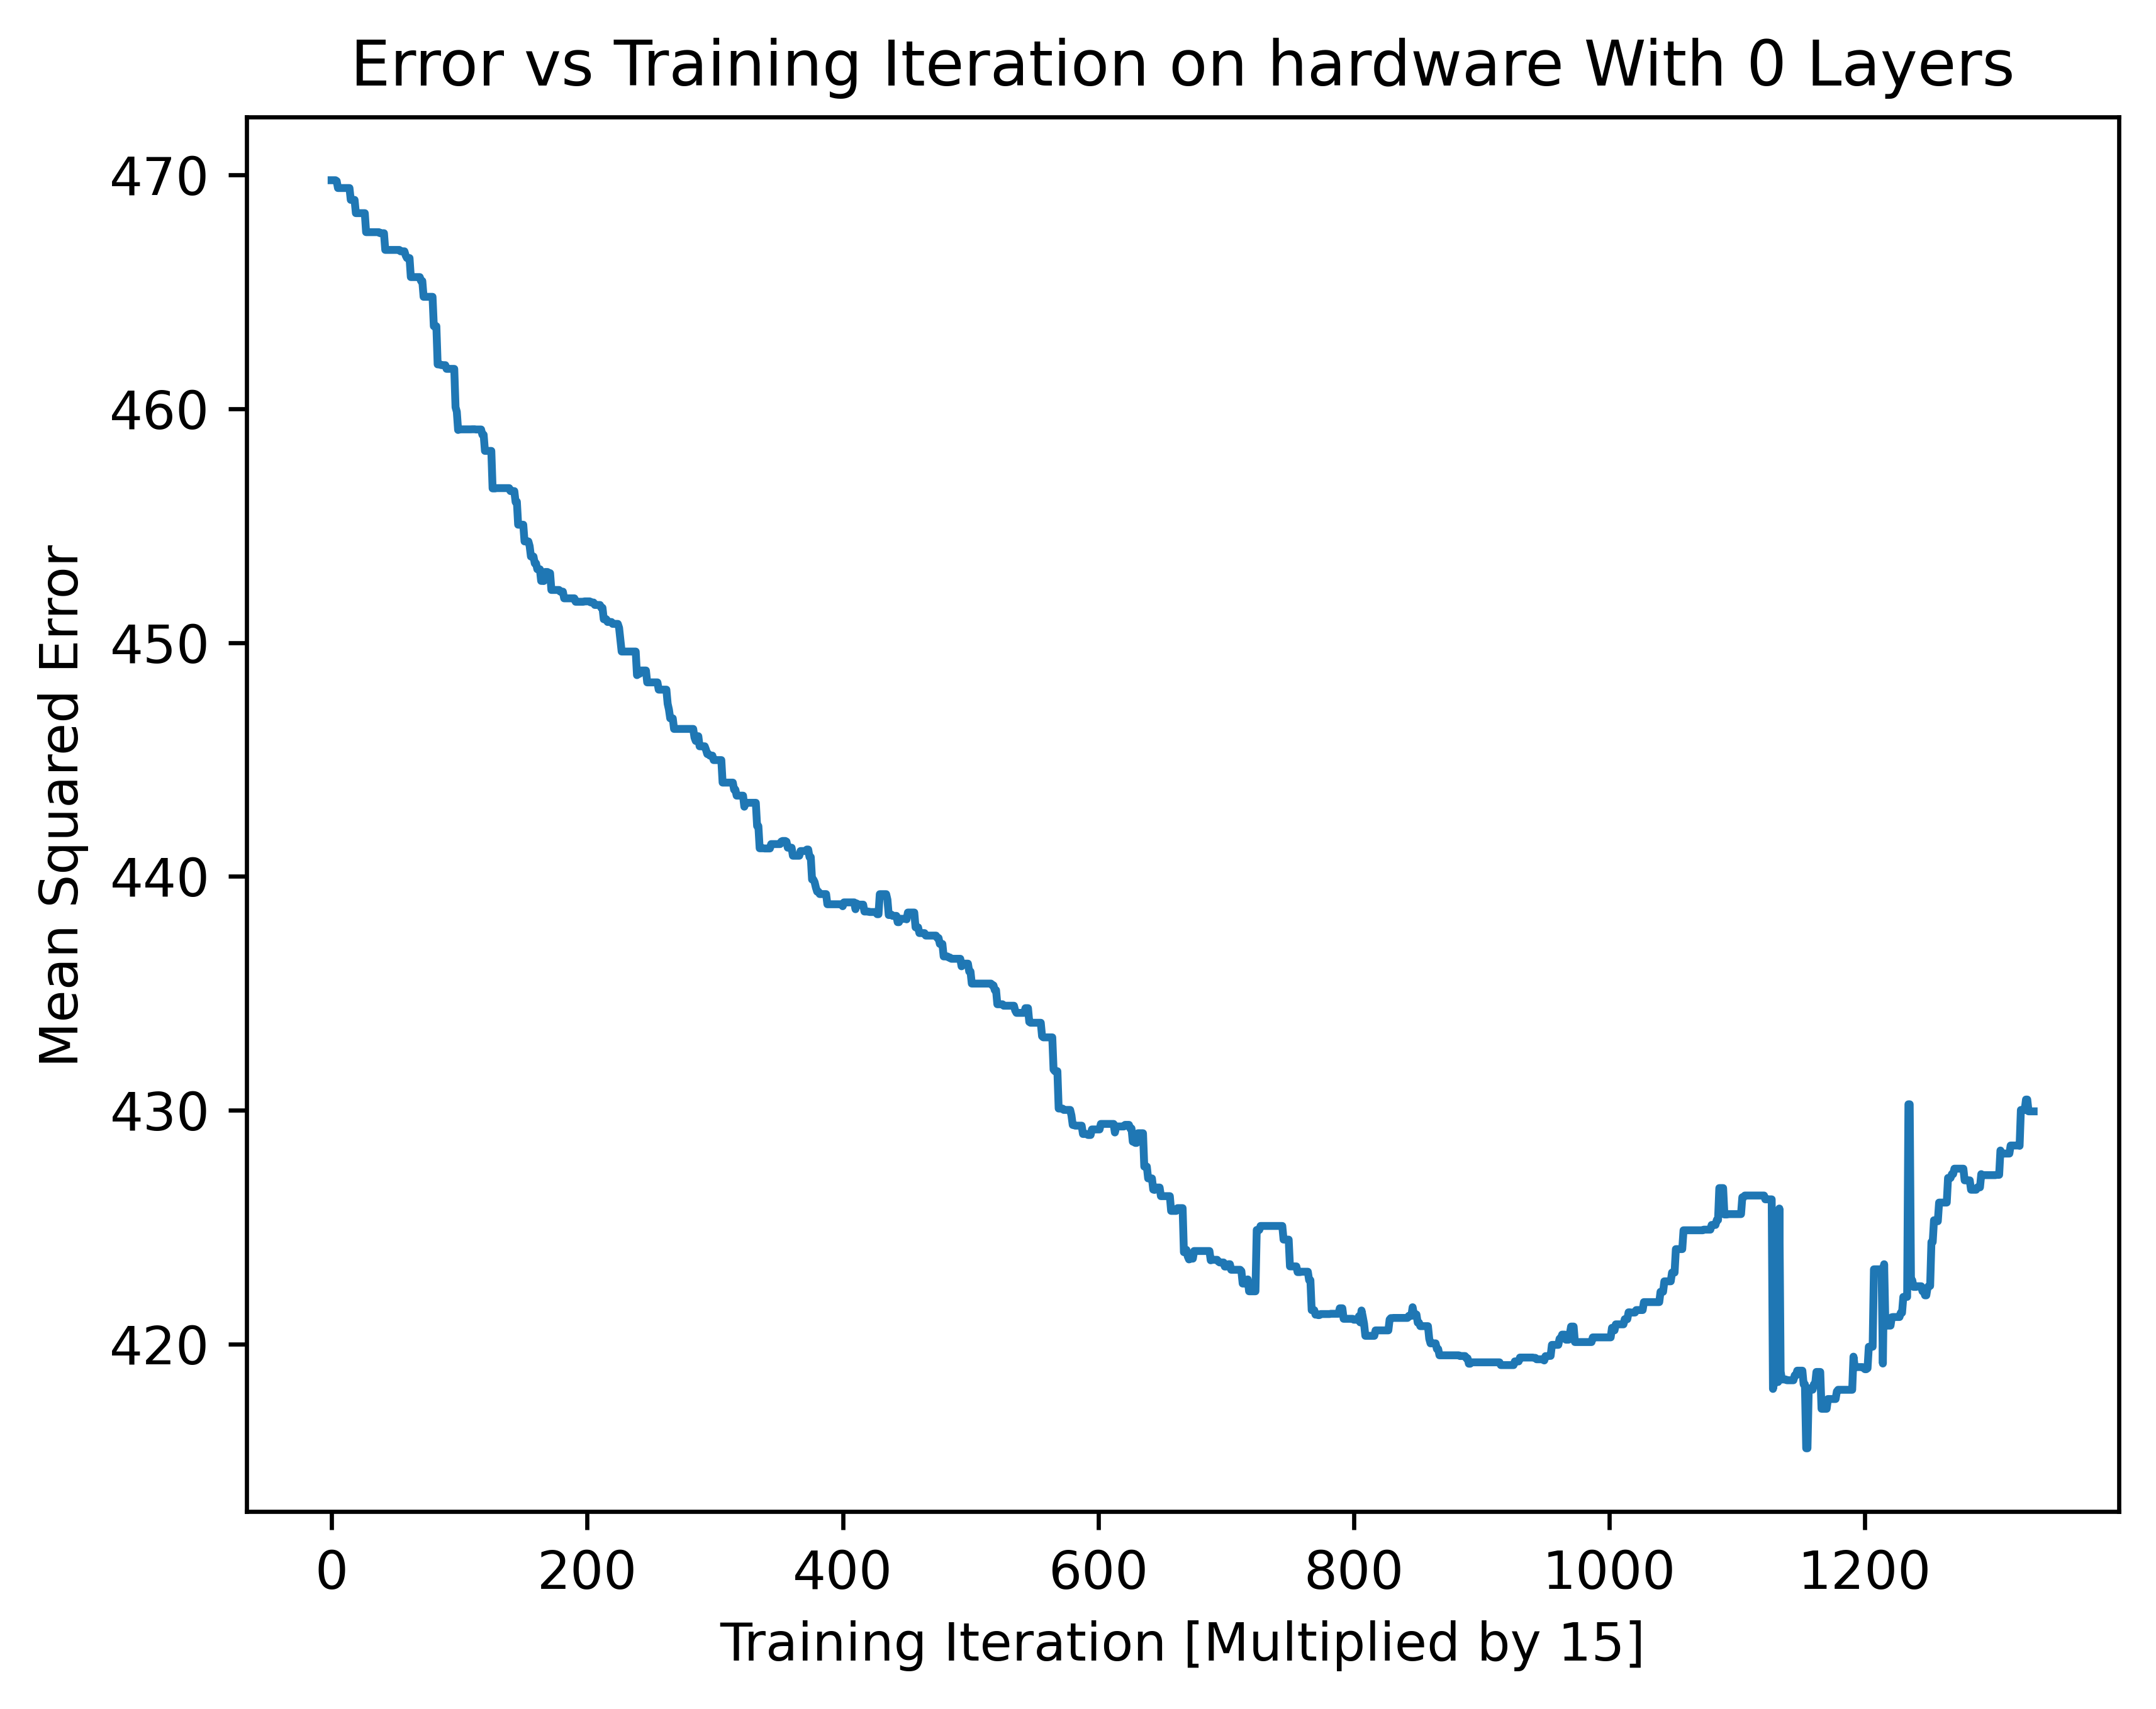 Error vs Training Iteration on hardware With 0 Layers
Mean Squared Error
470
460
450
440
430
420
0 200 400 600 800 1000 1200
Training Iteration [Multiplied by 15]